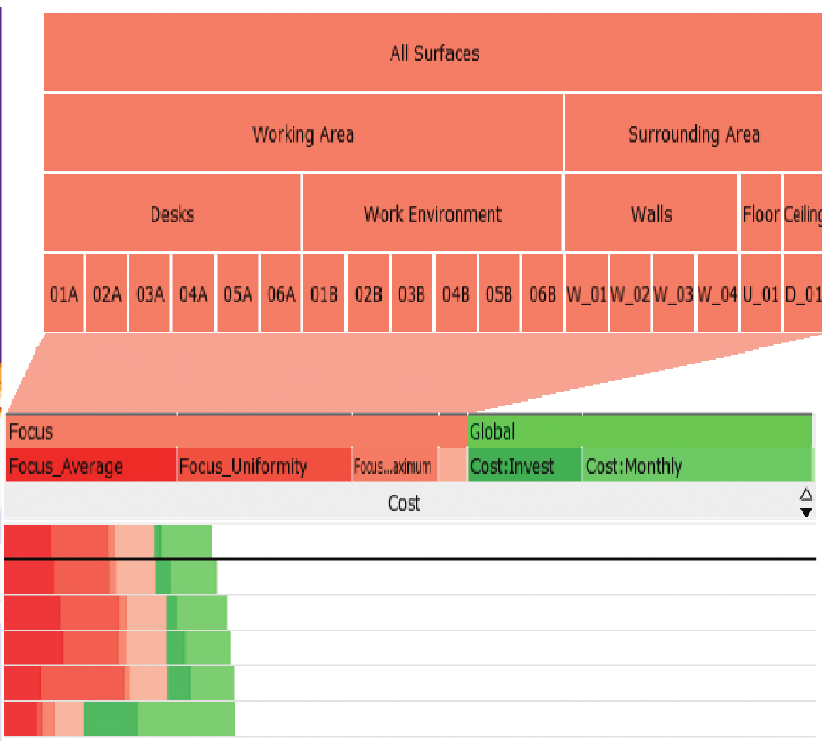 All Surfaces
Working Area Surrounding Area
Desks Work Environment Walls Floor Ceiling
01A 02A 03A 04A 05A 06A 01B 02B 03B 04B 05B 06B W_01 W_02 W_03 W_04 U_01 D_01
Focus Global
Focus_Average Focus_Uniformity Focus...aximum Cost:Invest Cost:Monthly
Cost